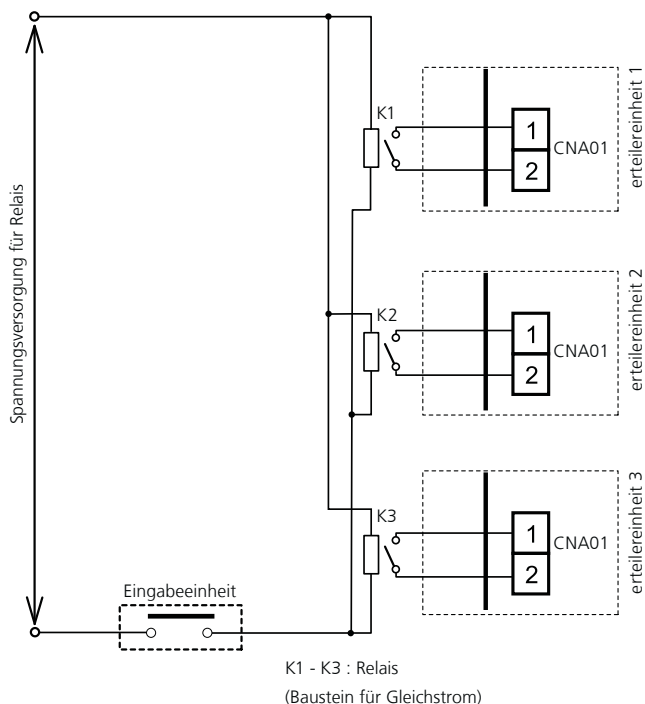 K1
1
2
CNA01
erteilereinheit 1
Spannungsversorgung für Relais
K2
1
2
CNA01
erteilereinheit 2
K3
1
2
CNA01
erteilereinheit 3
Eingabeeinheit
K1 - K3 : Relais
(Baustein für Gleichstrom)